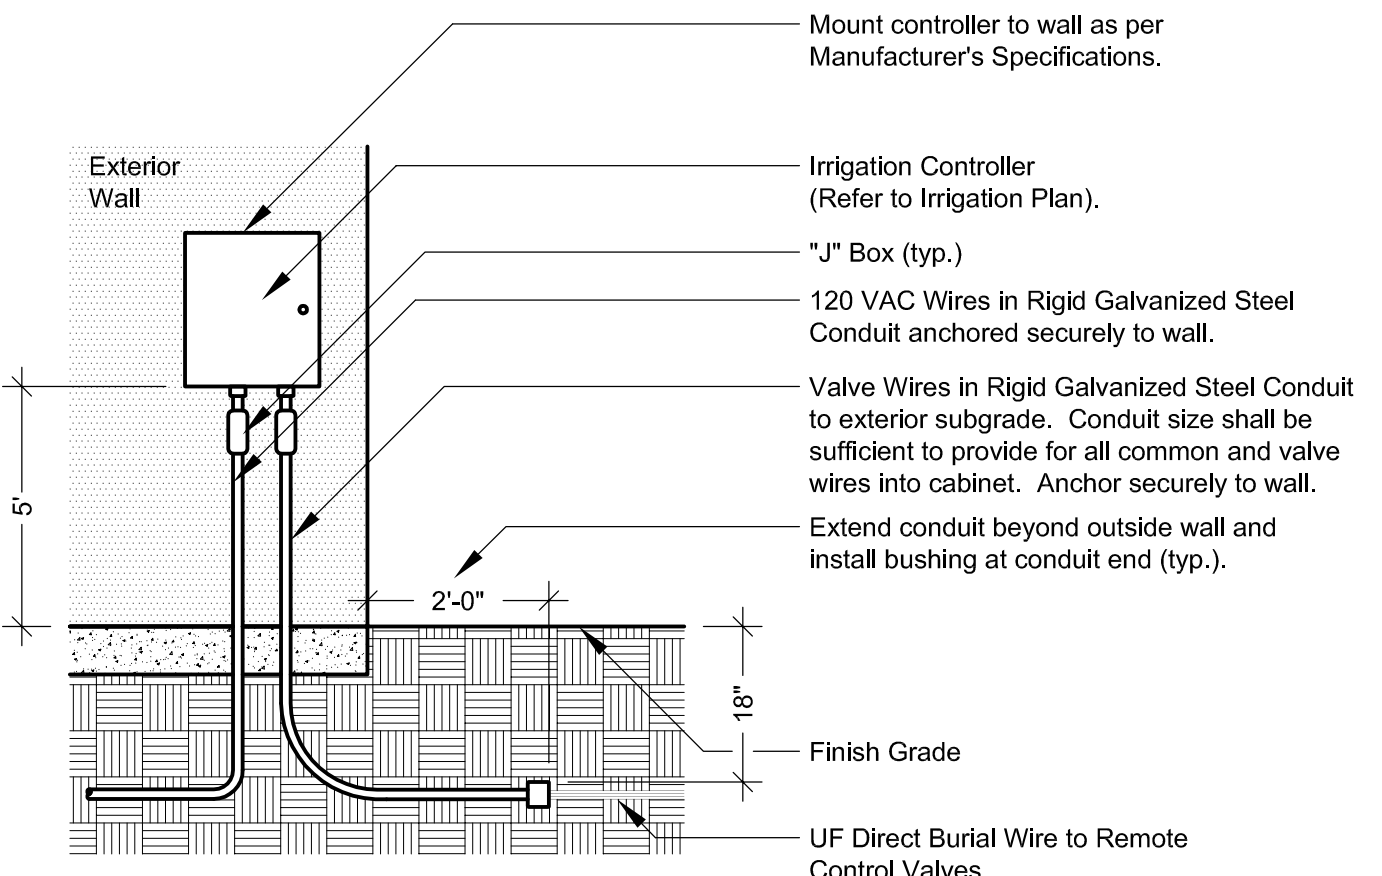 Mount controller to wall as per
Manufacturer's Specifications.
Exterior
Wall
Irrigation Controller
(Refer to Irrigation Plan).
"J" Box (typ.)
120 VAC Wires in Rigid Galvanized Steel
Conduit anchored securely to wall.
Valve Wires in Rigid Galvanized Steel Conduit
to exterior subgrade. Conduit size shall be
sufficient to provide for all common and valve
wires into cabinet. Anchor securely to wall.
5'
Extend conduit beyond outside wall and
install bushing at conduit end (typ.).
2'-0"
18"
Finish Grade
UF Direct Burial Wire to Remote
Control Valves